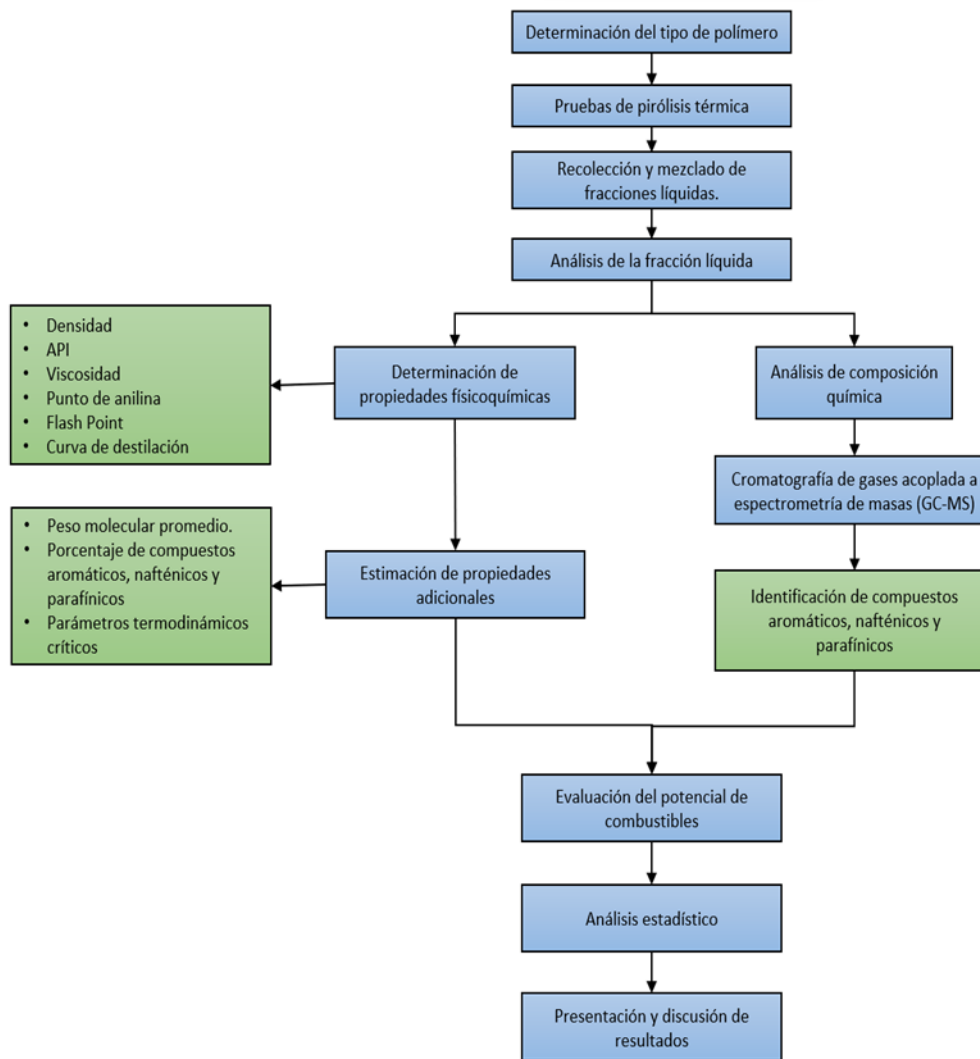 Determinación del tipo de polímero
Pruebas de pirólisis térmica
Recolección y mezclado de
fracciones líquidas.
Análisis de la fracción líquida
• Densidad
• API
• Viscosidad
• Punto de anilina
• Flash Point
• Curva de destilación
Determinación de
propiedades físicoquímicas
Análisis de composición
química
Cromatografía de gases acoplada a
espectrometría de masas (GC-MS)
• Peso molecular promedio.
• Porcentaje de compuestos
aromáticos, nafténicos y
parafínicos
• Parámetros termodinámicos
críticos
Estimación de propiedades
adicionales
Identificación de compuestos
aromáticos, nafténicos y
parafínicos
Evaluación del potencial de
combustibles
Análisis estadístico
Presentación y discusión de
resultados